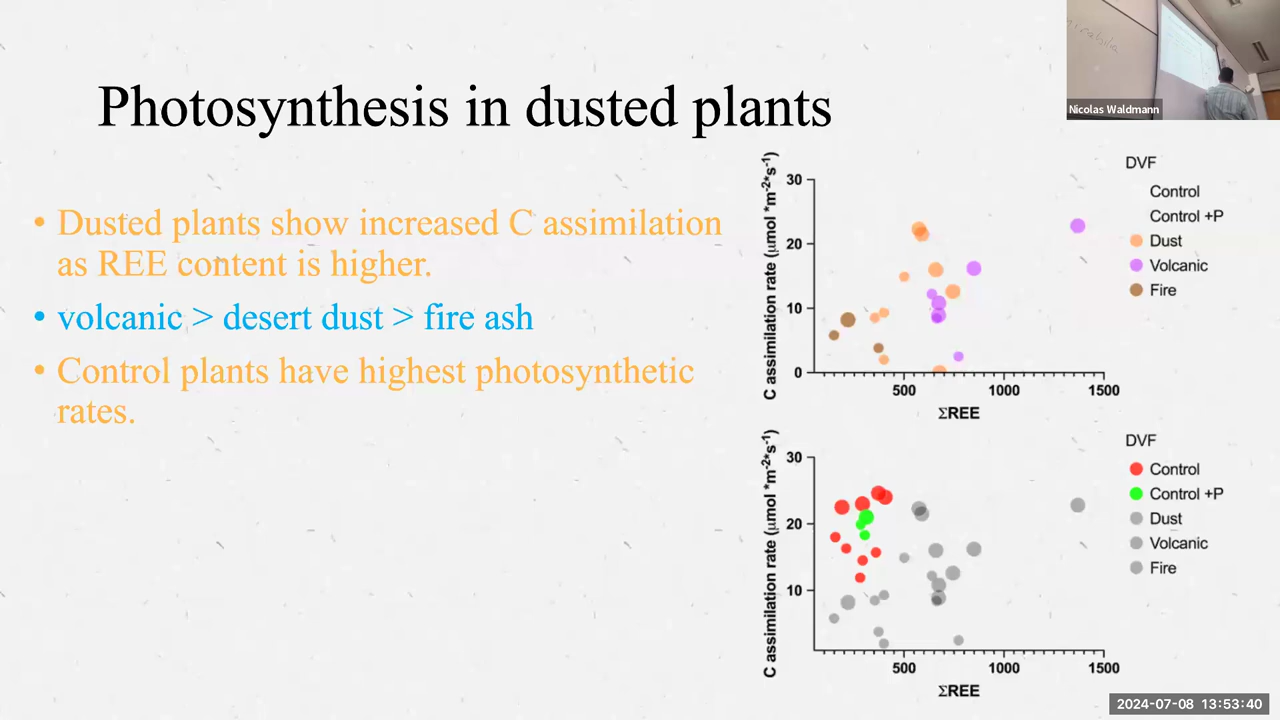 Photosynthesis in dusted plants
Nicolas Waldmann
• Dusted plants show increased C assimilation
as REE content is higher.
• volcanic > desert dust > fire ash
• Control plants have highest photosynthetic
rates.
C assimilation rate (μmol *m-2*s-1)
30
20
10
0
500
1000
1500
ΣREE
DVF
Control
Control +P
Dust
Volcanic
Fire
C assimilation rate (μmol *m-2*s-1)
30
20
10
500
1000
1500
ΣREE
DVF
Control
Control +P
Dust
Volcanic
Fire
2024-07-08 13:53:40